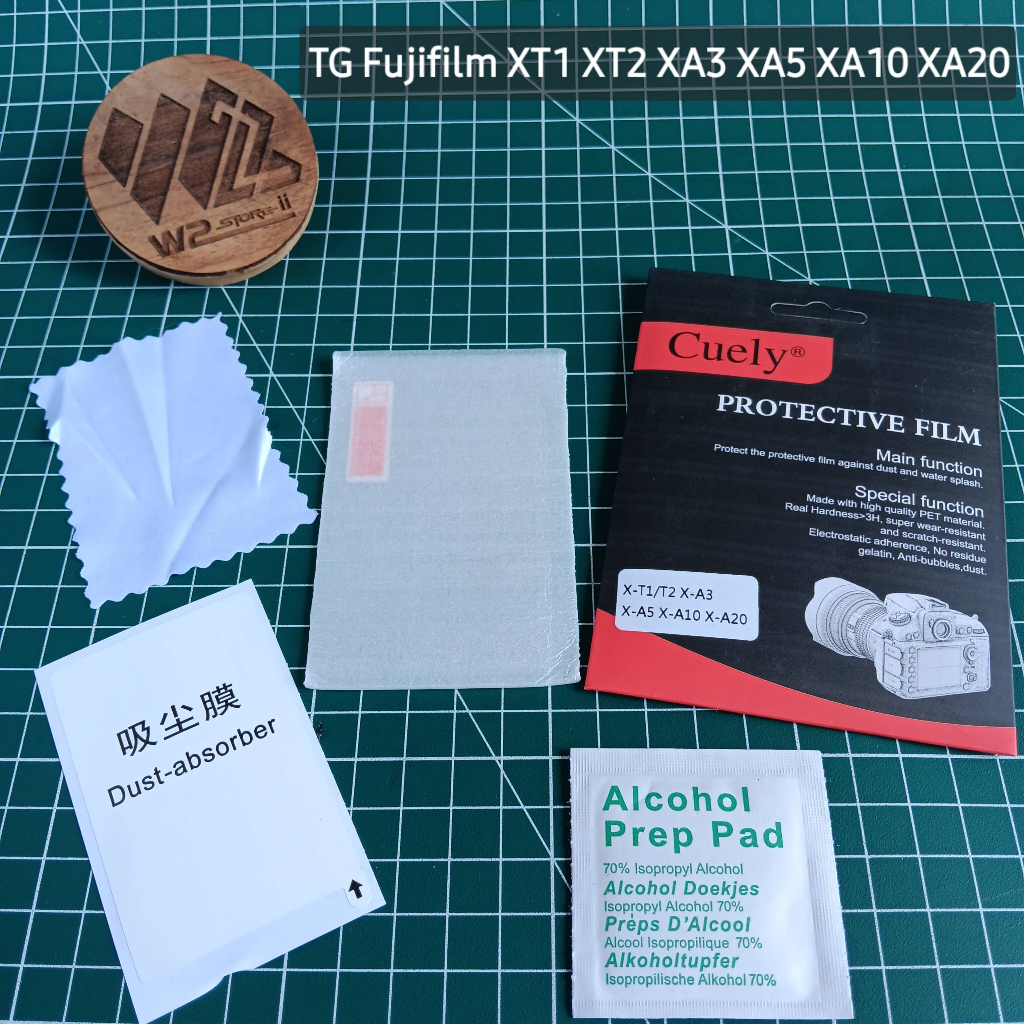 TG Fujifilm XT1 XT2 XA3 XA5 XA10 XA20
W2 STORE-ii
Cuely®
PROTECTIVE FILM
Main function
Protect the protective film against dust and water splash.
Special function
Made with high quality PET material.
Real Hardness>3H, super wear-resistant
and scratch-resistant.
Electrostatic adherence, No residue
gelatin, Anti-bubbles,dust.
X-T1/T2 X-A3
X-A5 X-A10 X-A20
吸尘膜
Dust-absorber
Alcohol
Prep Pad
70% Isopropyl Alcohol
Alcohol Doekjes
Isopropyl Alcohol 70%
Préps D'Alcool
Alcool Isopropilique 70%
Alkoholtupfer
Isopropilische Alkohol 70%